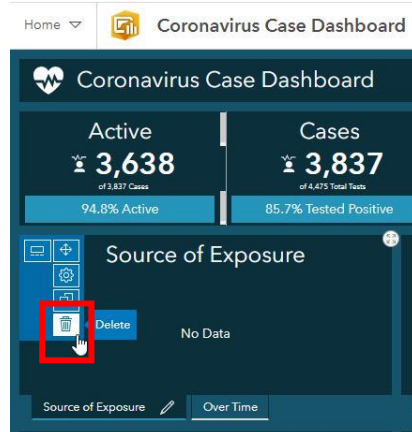 Home Coronavirus Case Dashboard
Coronavirus Case Dashboard
Active
3,638
of 3,837 Cases
94.8% Active
Cases
3,837
of 4,475 Total Tests
85.7% Tested Positive
Source of Exposure
Delete
No Data
Source of Exposure
Over Time